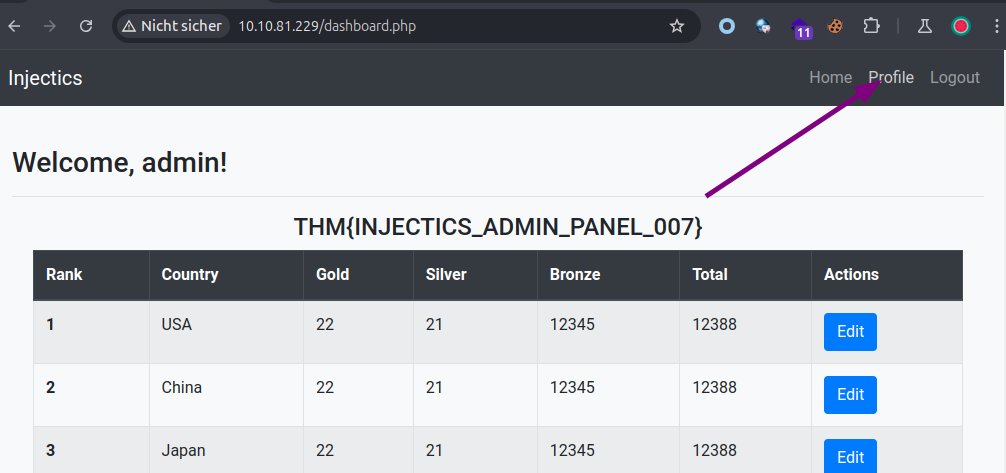 Nicht sicher 10.10.81.229/dashboard.php 11
Injectics Home Profile Logout
Welcome, admin!
THM{INJECTICS_ADMIN_PANEL_007}
Rank Country Gold Silver Bronze Total Actions
1 USA 22 21 12345 12388 Edit
2 China 22 21 12345 12388 Edit
3 Japan 22 21 12345 12388 Edit